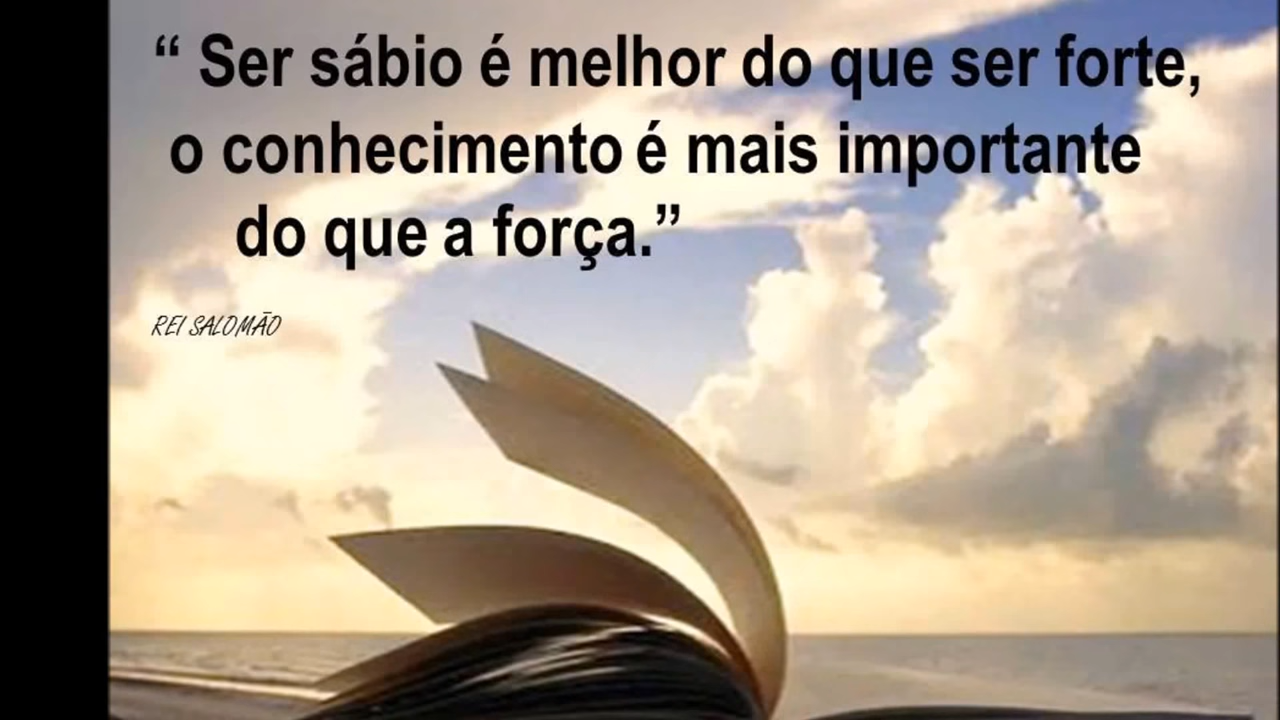 “ Ser sábio é melhor do que ser forte,
o conhecimento é mais importante
do que a força.”
REI SALOMÃO